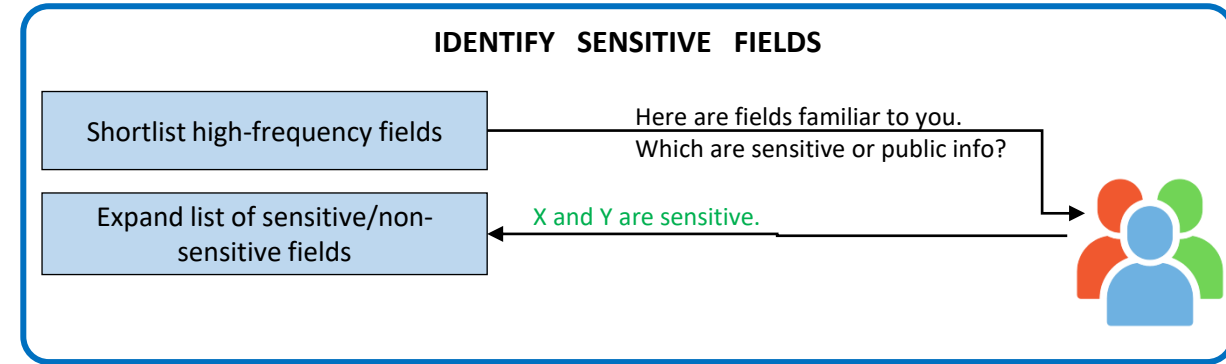 IDENTIFY SENSITIVE FIELDS
Shortlist high-frequency fields
Here are fields familiar to you.
Which are sensitive or public info?
Expand list of sensitive/non-
sensitive fields
X and Y are sensitive.